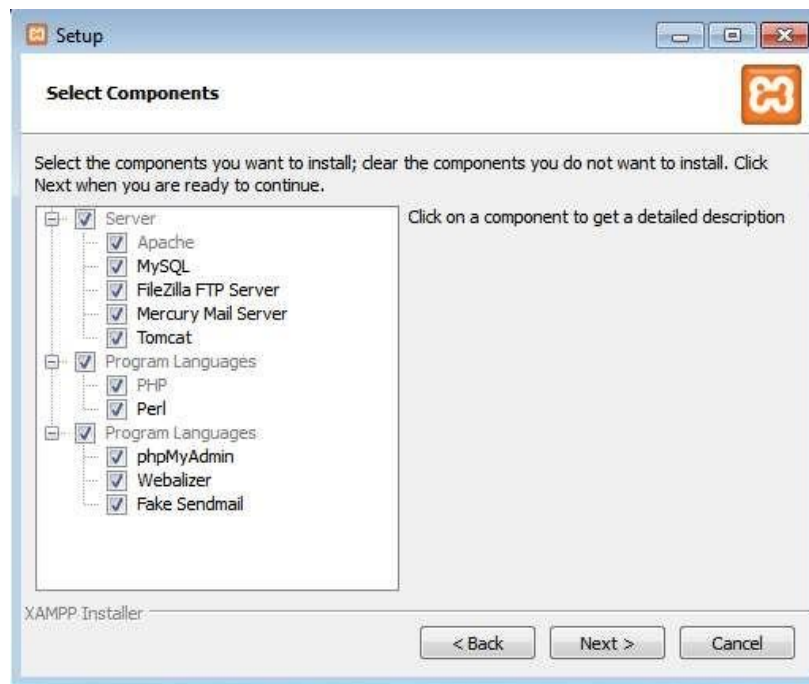 Setup
Select Components
Select the components you want to install; clear the components you do not want to install. Click
Next when you are ready to continue.
Server
Apache
MySQL
FileZilla FTP Server
Mercury Mail Server
Tomcat
Program Languages
PHP
Perl
Program Languages
phpMyAdmin
Webalizer
Fake Sendmail
Click on a component to get a detailed description
XAMPP Installer
< Back Next > Cancel